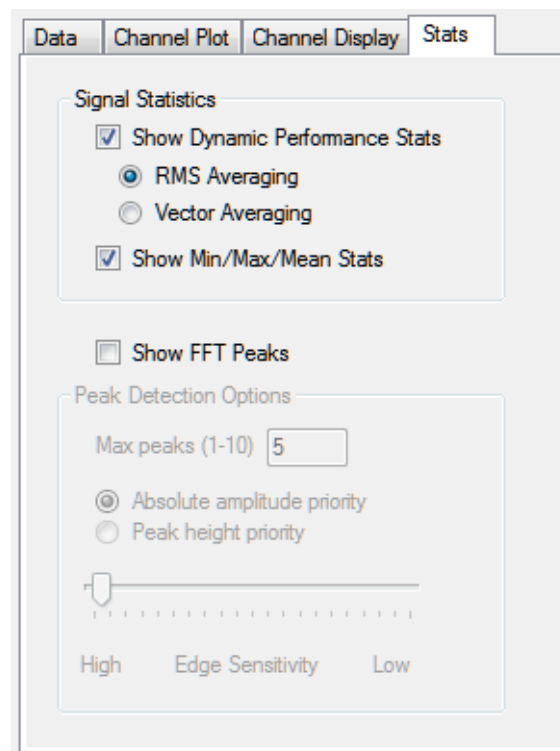 Data Channel Plot Channel Display Stats
Signal Statistics
Show Dynamic Performance Stats
RMS Averaging
Vector Averaging
Show Min/Max/Mean Stats
Show FFT Peaks
Peak Detection Options
Max peaks (1-10) 5
Absolute amplitude priority
Peak height priority
High Edge Sensitivity Low